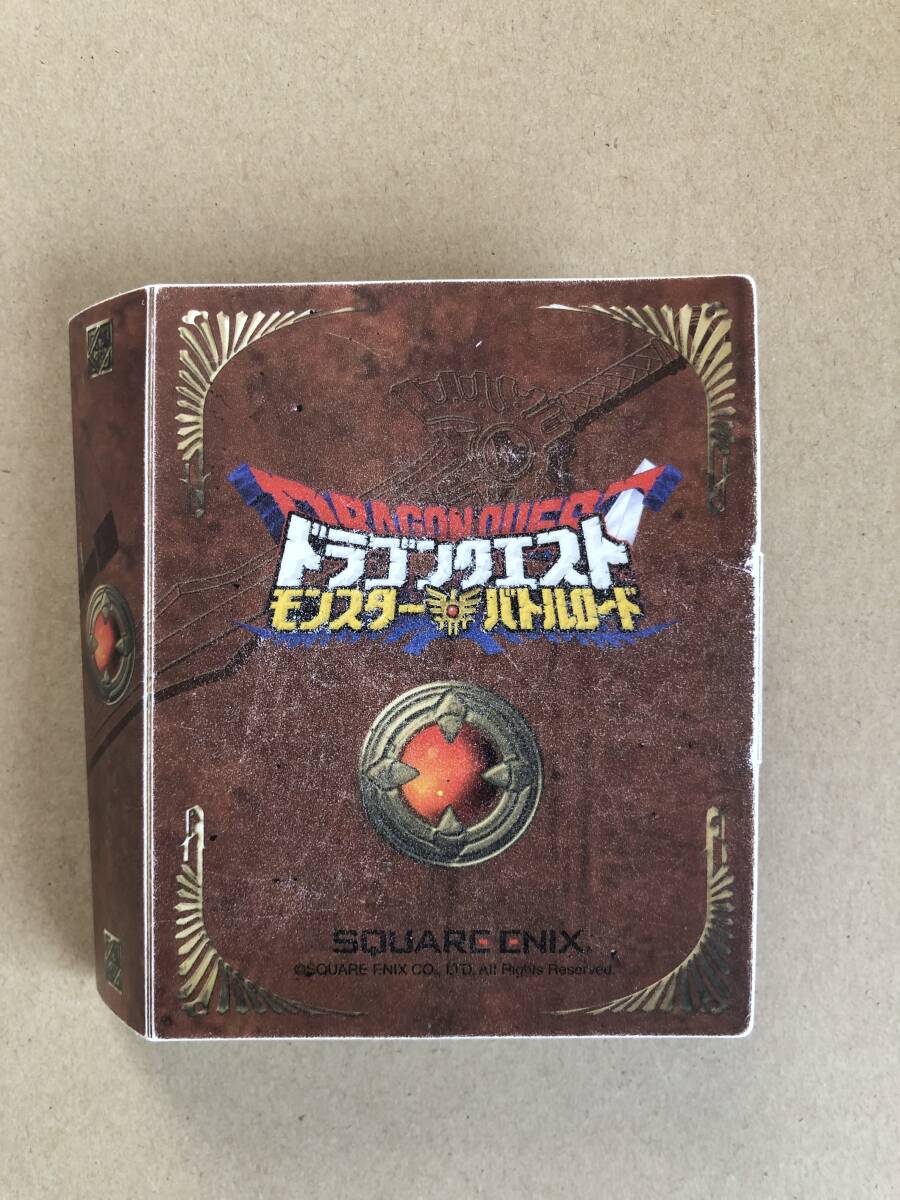 DRAGON QUEST
ドラゴンクエスト
モンスター バトルロード
SQUARE ENIX.
©SQUARE ENIX CO., LTD. All Rights Reserved.